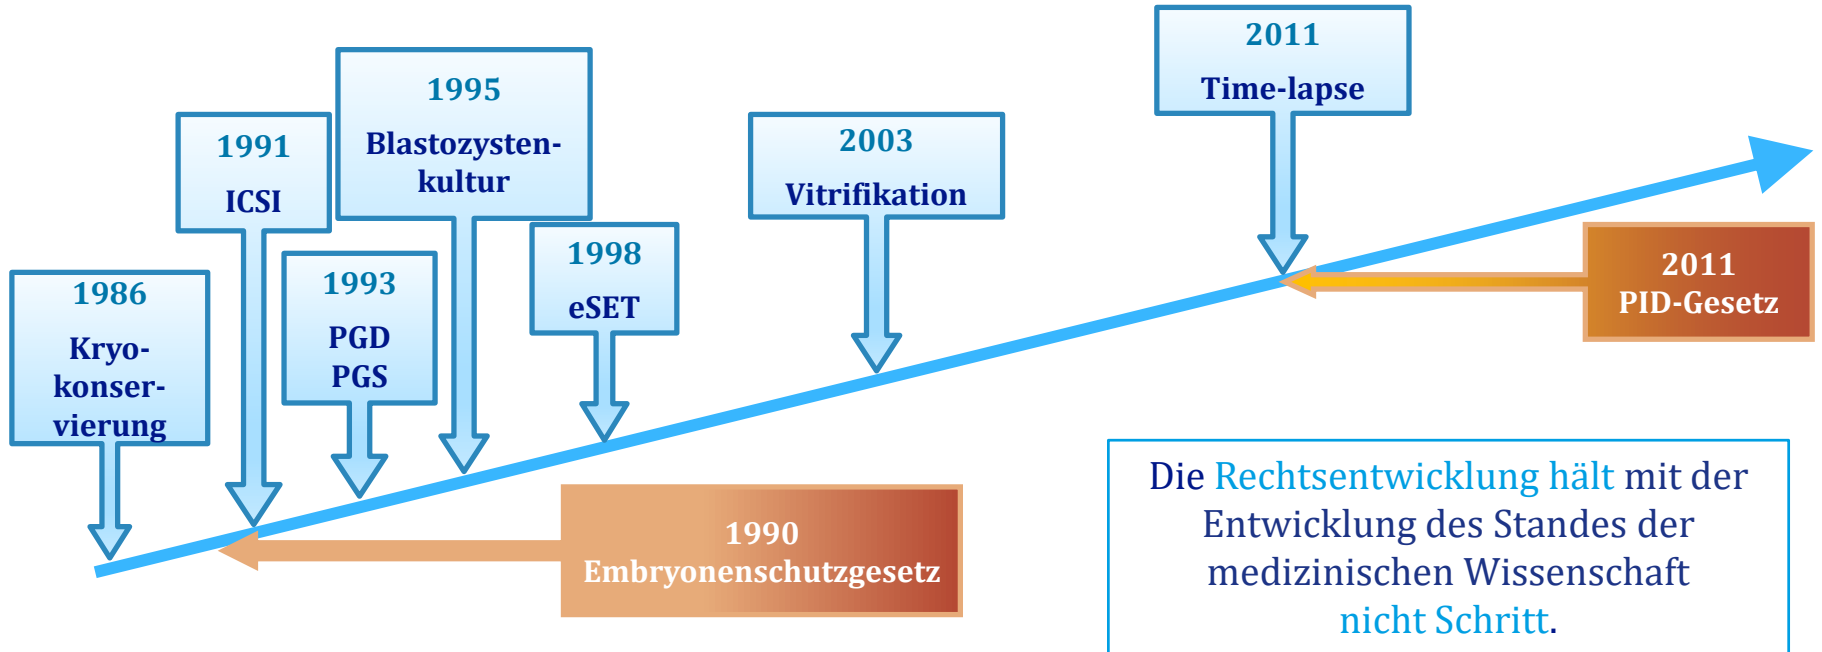 1986
Kryo-
konser-
vierung
1991
ICSI
1993
PGD
PGS
1995
Blastozysten-
kultur
1998
eSET
2003
Vitrifikation
2011
Time-lapse
2011
PID-Gesetz
1990
Embryonenschutzgesetz
Die Rechtsentwicklung hält mit der
Entwicklung des Standes der
medizinischen Wissenschaft
nicht Schritt.